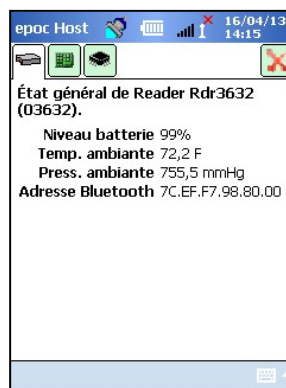 epoc Host 16/04/13
14:15
État général de Reader Rdr3632
(03632).
Niveau batterie 99%
Temp. ambiante 72,2 F
Press. ambiante 755,5 mmHg
Adresse Bluetooth 7C.EF.F7.98.80.00